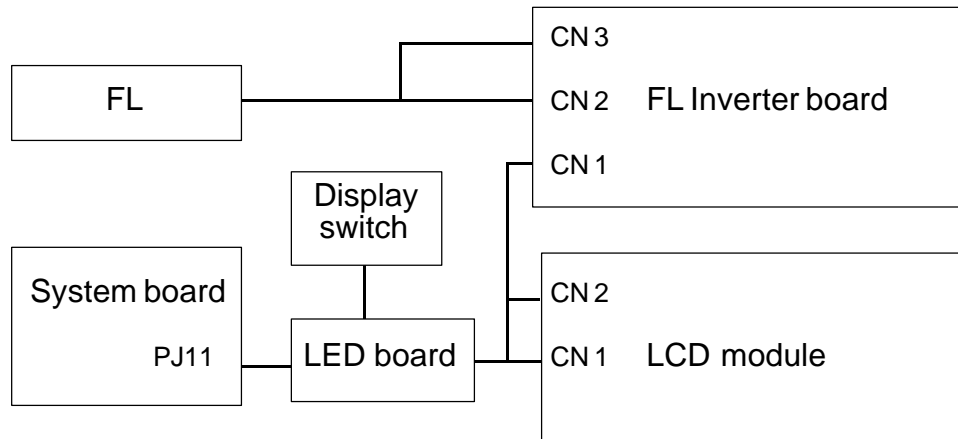 CN 3
FL
CN 2
FL Inverter board
CN 1
Display
switch
System board
CN 2
PJ11
LED board
CN 1
LCD module